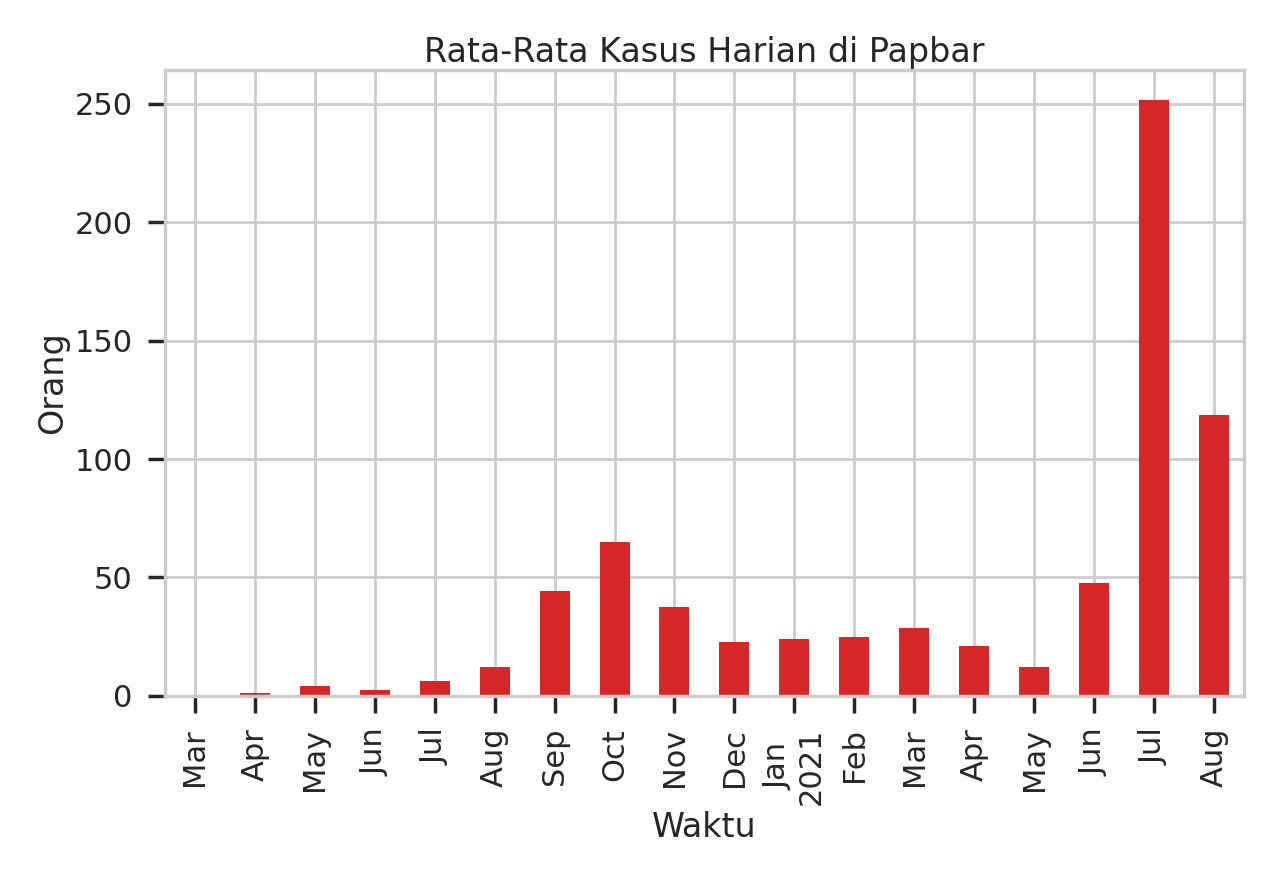 Rata-Rata Kasus Harian di Papbar
Orang
250
200
150
100
50
0
Mar
Apr
May
Jun
Jul
Aug
Sep
Oct
Nov
Dec
Jan
2021
Feb
Mar
Apr
May
Jun
Jul
Aug
Waktu